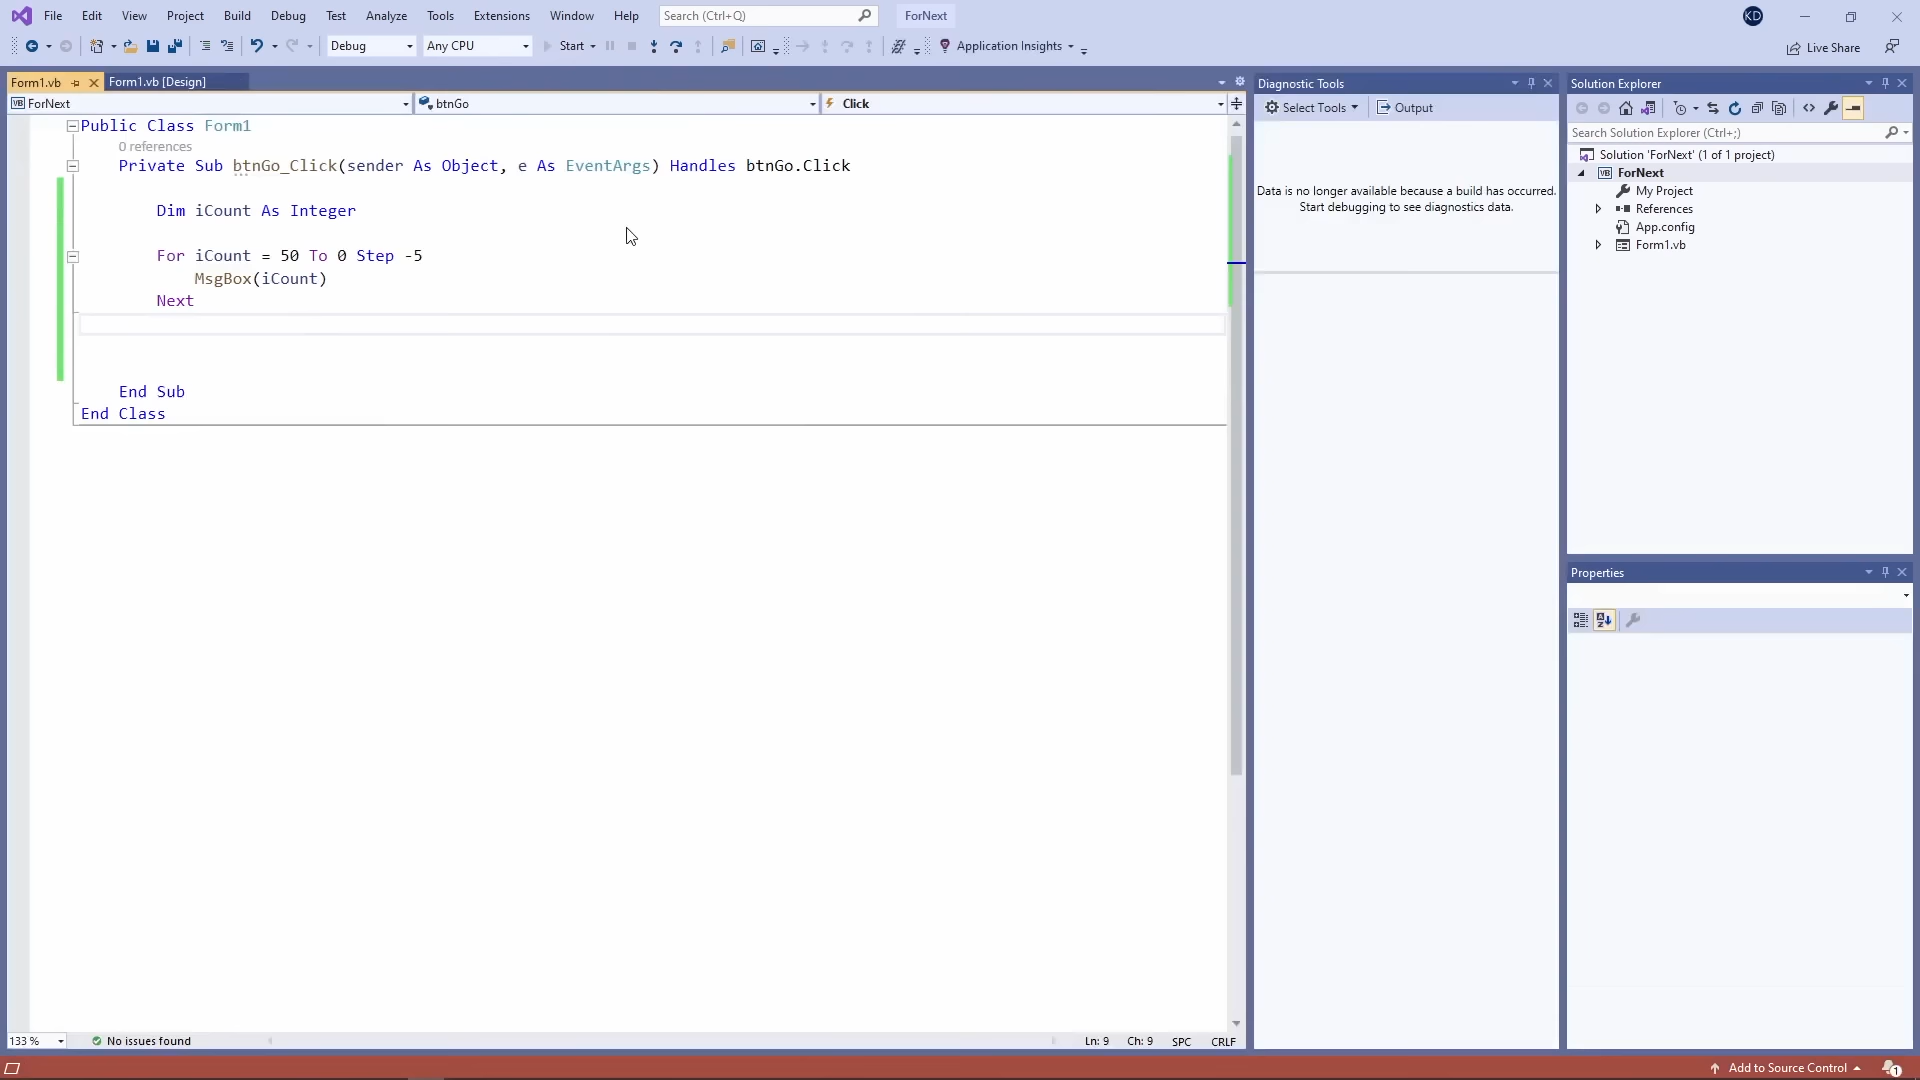 File Edit View Project Build Debug Test Analyze Tools Extensions Window Help Search (Ctrl+Q) ForNext KD
Debug Any CPU Start Application Insights Live Share
Form1.vb Form1.vb [Design]
VB ForNext btnGo Click
Public Class Form1
0 references
Private Sub btnGo_Click(sender As Object, e As EventArgs) Handles btnGo.Click
Dim iCount As Integer
For iCount = 50 To 0 Step -5
MsgBox(iCount)
Next
End Sub
End Class
133 % No issues found Ln: 9 Ch: 9 SPC CRLF
Diagnostic Tools
Select Tools Output
Data is no longer available because a build has occurred.
Start debugging to see diagnostics data.
Solution Explorer
Search Solution Explorer (Ctrl+;)
Solution 'ForNext' (1 of 1 project)
VB ForNext
My Project
References
App.config
Form1.vb
Properties
Add to Source Control 1